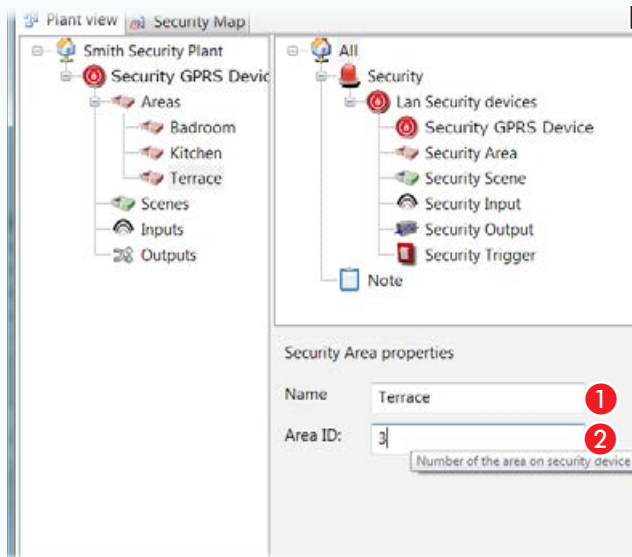 Plant view
Security Map
Smith Security Plant
Security GPRS Devic
Areas
Badroom
Kitchen
Terrace
Scenes
Inputs
Outputs
All
Security
Lan Security devices
Security GPRS Device
Security Area
Security Scene
Security Input
Security Output
Security Trigger
Note
Security Area properties
Name Terrace 1
Area ID: 3 2
Number of the area on security device